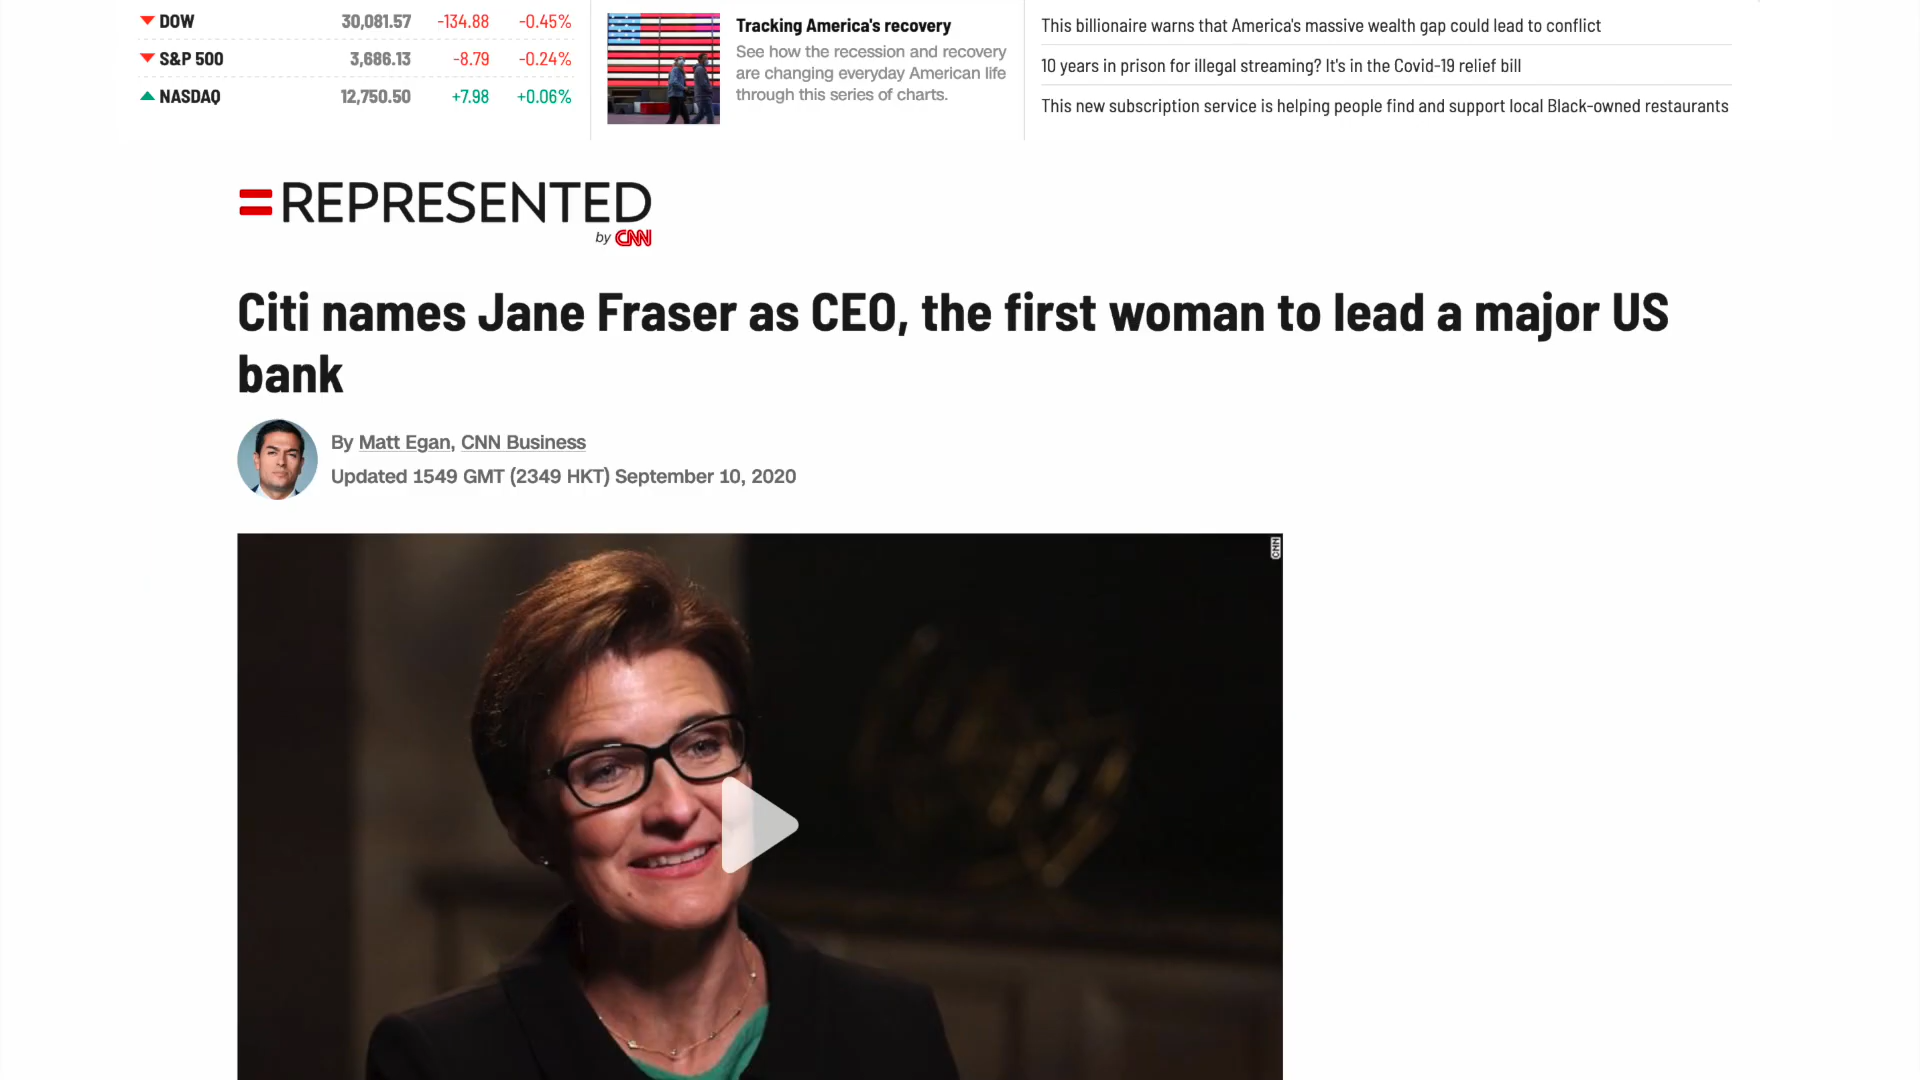 DOW 30,081.57 -134.88 -0.45%
S&P 500 3,686.13 -8.79 -0.24%
NASDAQ 12,750.50 +7.98 +0.06%
Tracking America's recovery
See how the recession and recovery
are changing everyday American life
through this series of charts.
This billionaire warns that America's massive wealth gap could lead to conflict
10 years in prison for illegal streaming? It's in the Covid-19 relief bill
This new subscription service is helping people find and support local Black-owned restaurants
REPRESENTED
by CNN
Citi names Jane Fraser as CEO, the first woman to lead a major US
bank
By Matt Egan, CNN Business
Updated 1549 GMT (2349 HKT) September 10, 2020
CNN